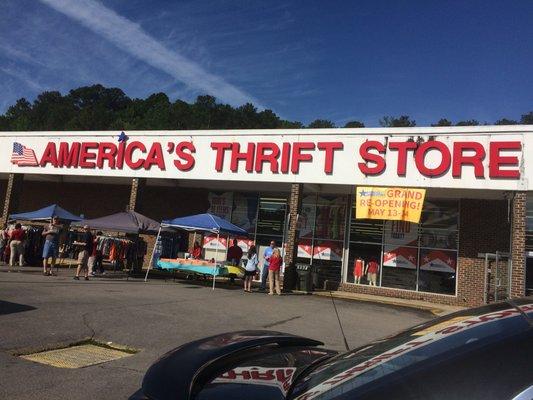 AMERICA'S THRIFT STORE
GRAND
RE-OPENING!
MAY 13-14